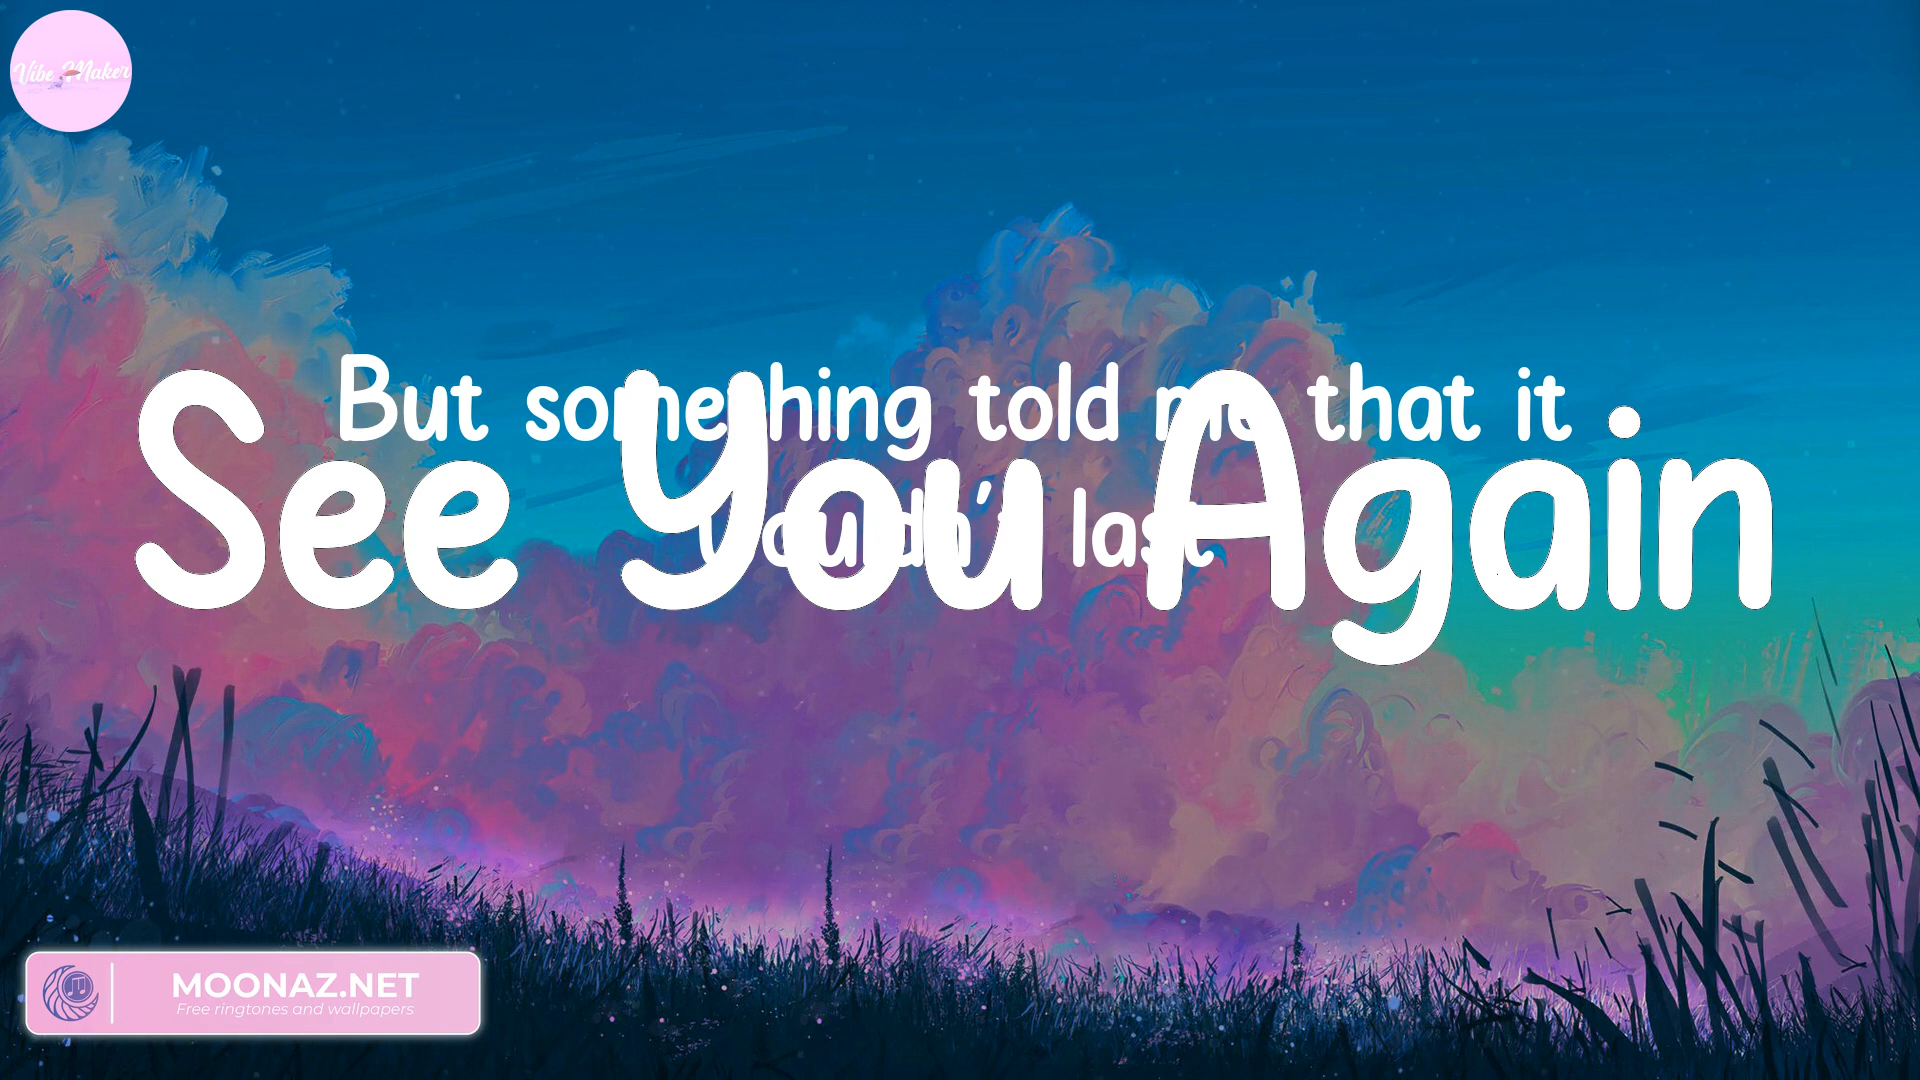 Vibe Maker
But something told me that it
wouldn't last
See You Again
MOONAZ.NET
Free ringtones and wallpapers